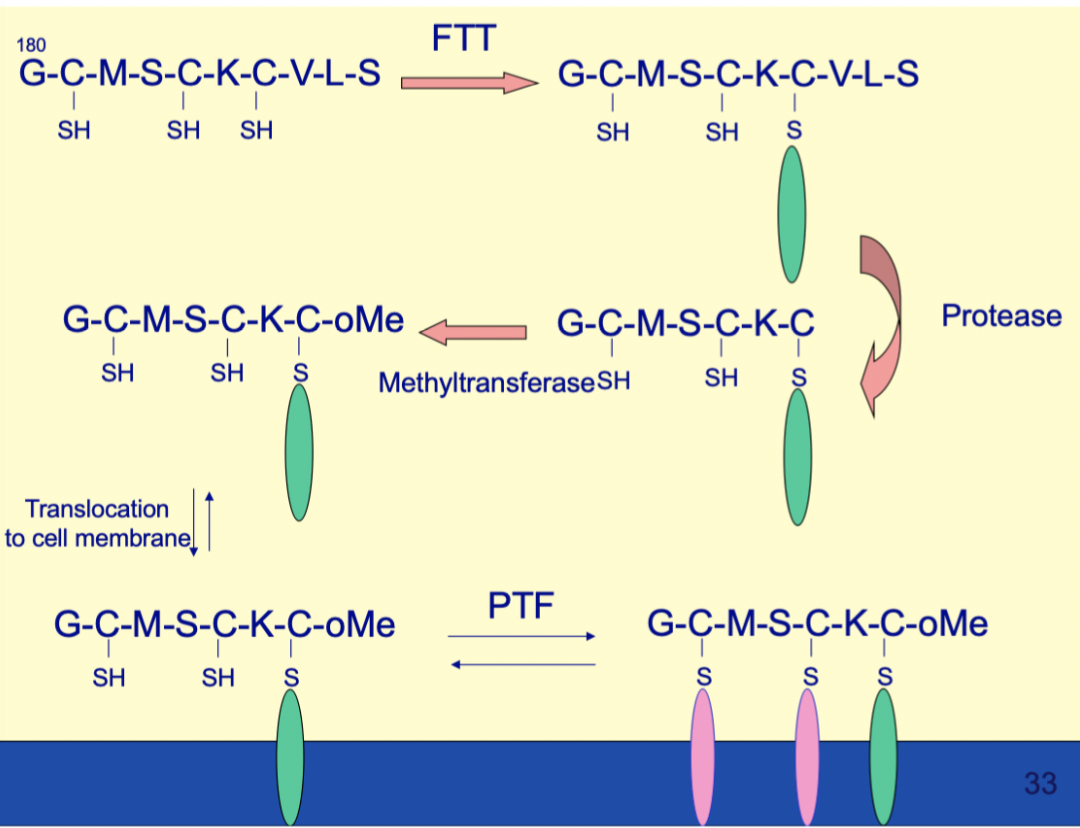 180
FTT
G-C-M-S-C-K-C-V-L-S
G-C-M-S-C-K-C-V-L-S
SH SH SH
SH SH S
G-C-M-S-C-K-C-oMe
G-C-M-S-C-K-C
Protease
SH SH S
Methyltransferase
SH SH S
Translocation
to cell membrane
PTF
G-C-M-S-C-K-C-oMe
G-C-M-S-C-K-C-oMe
SH SH S
S S S
33